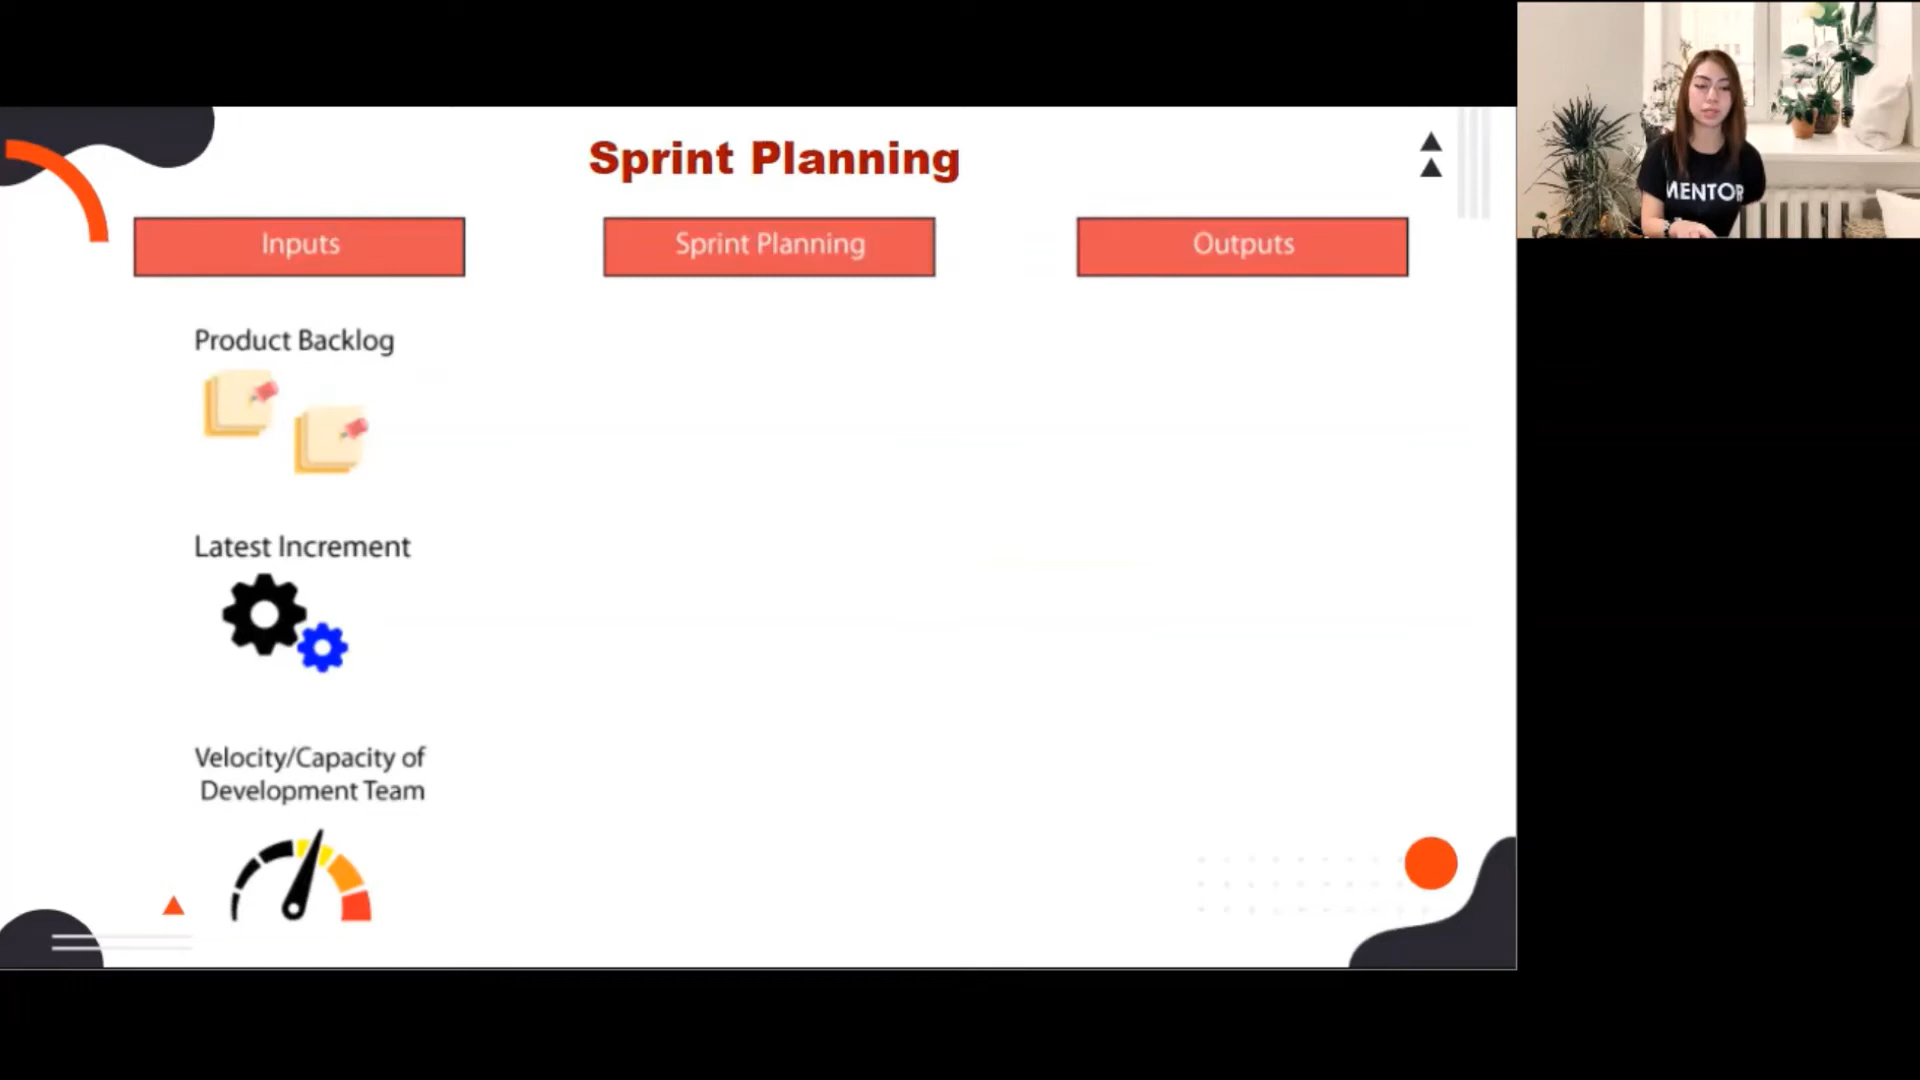 Sprint Planning
Inputs
Sprint Planning
Outputs
Product Backlog
Latest Increment
Velocity/Capacity of
Development Team
MENTOR